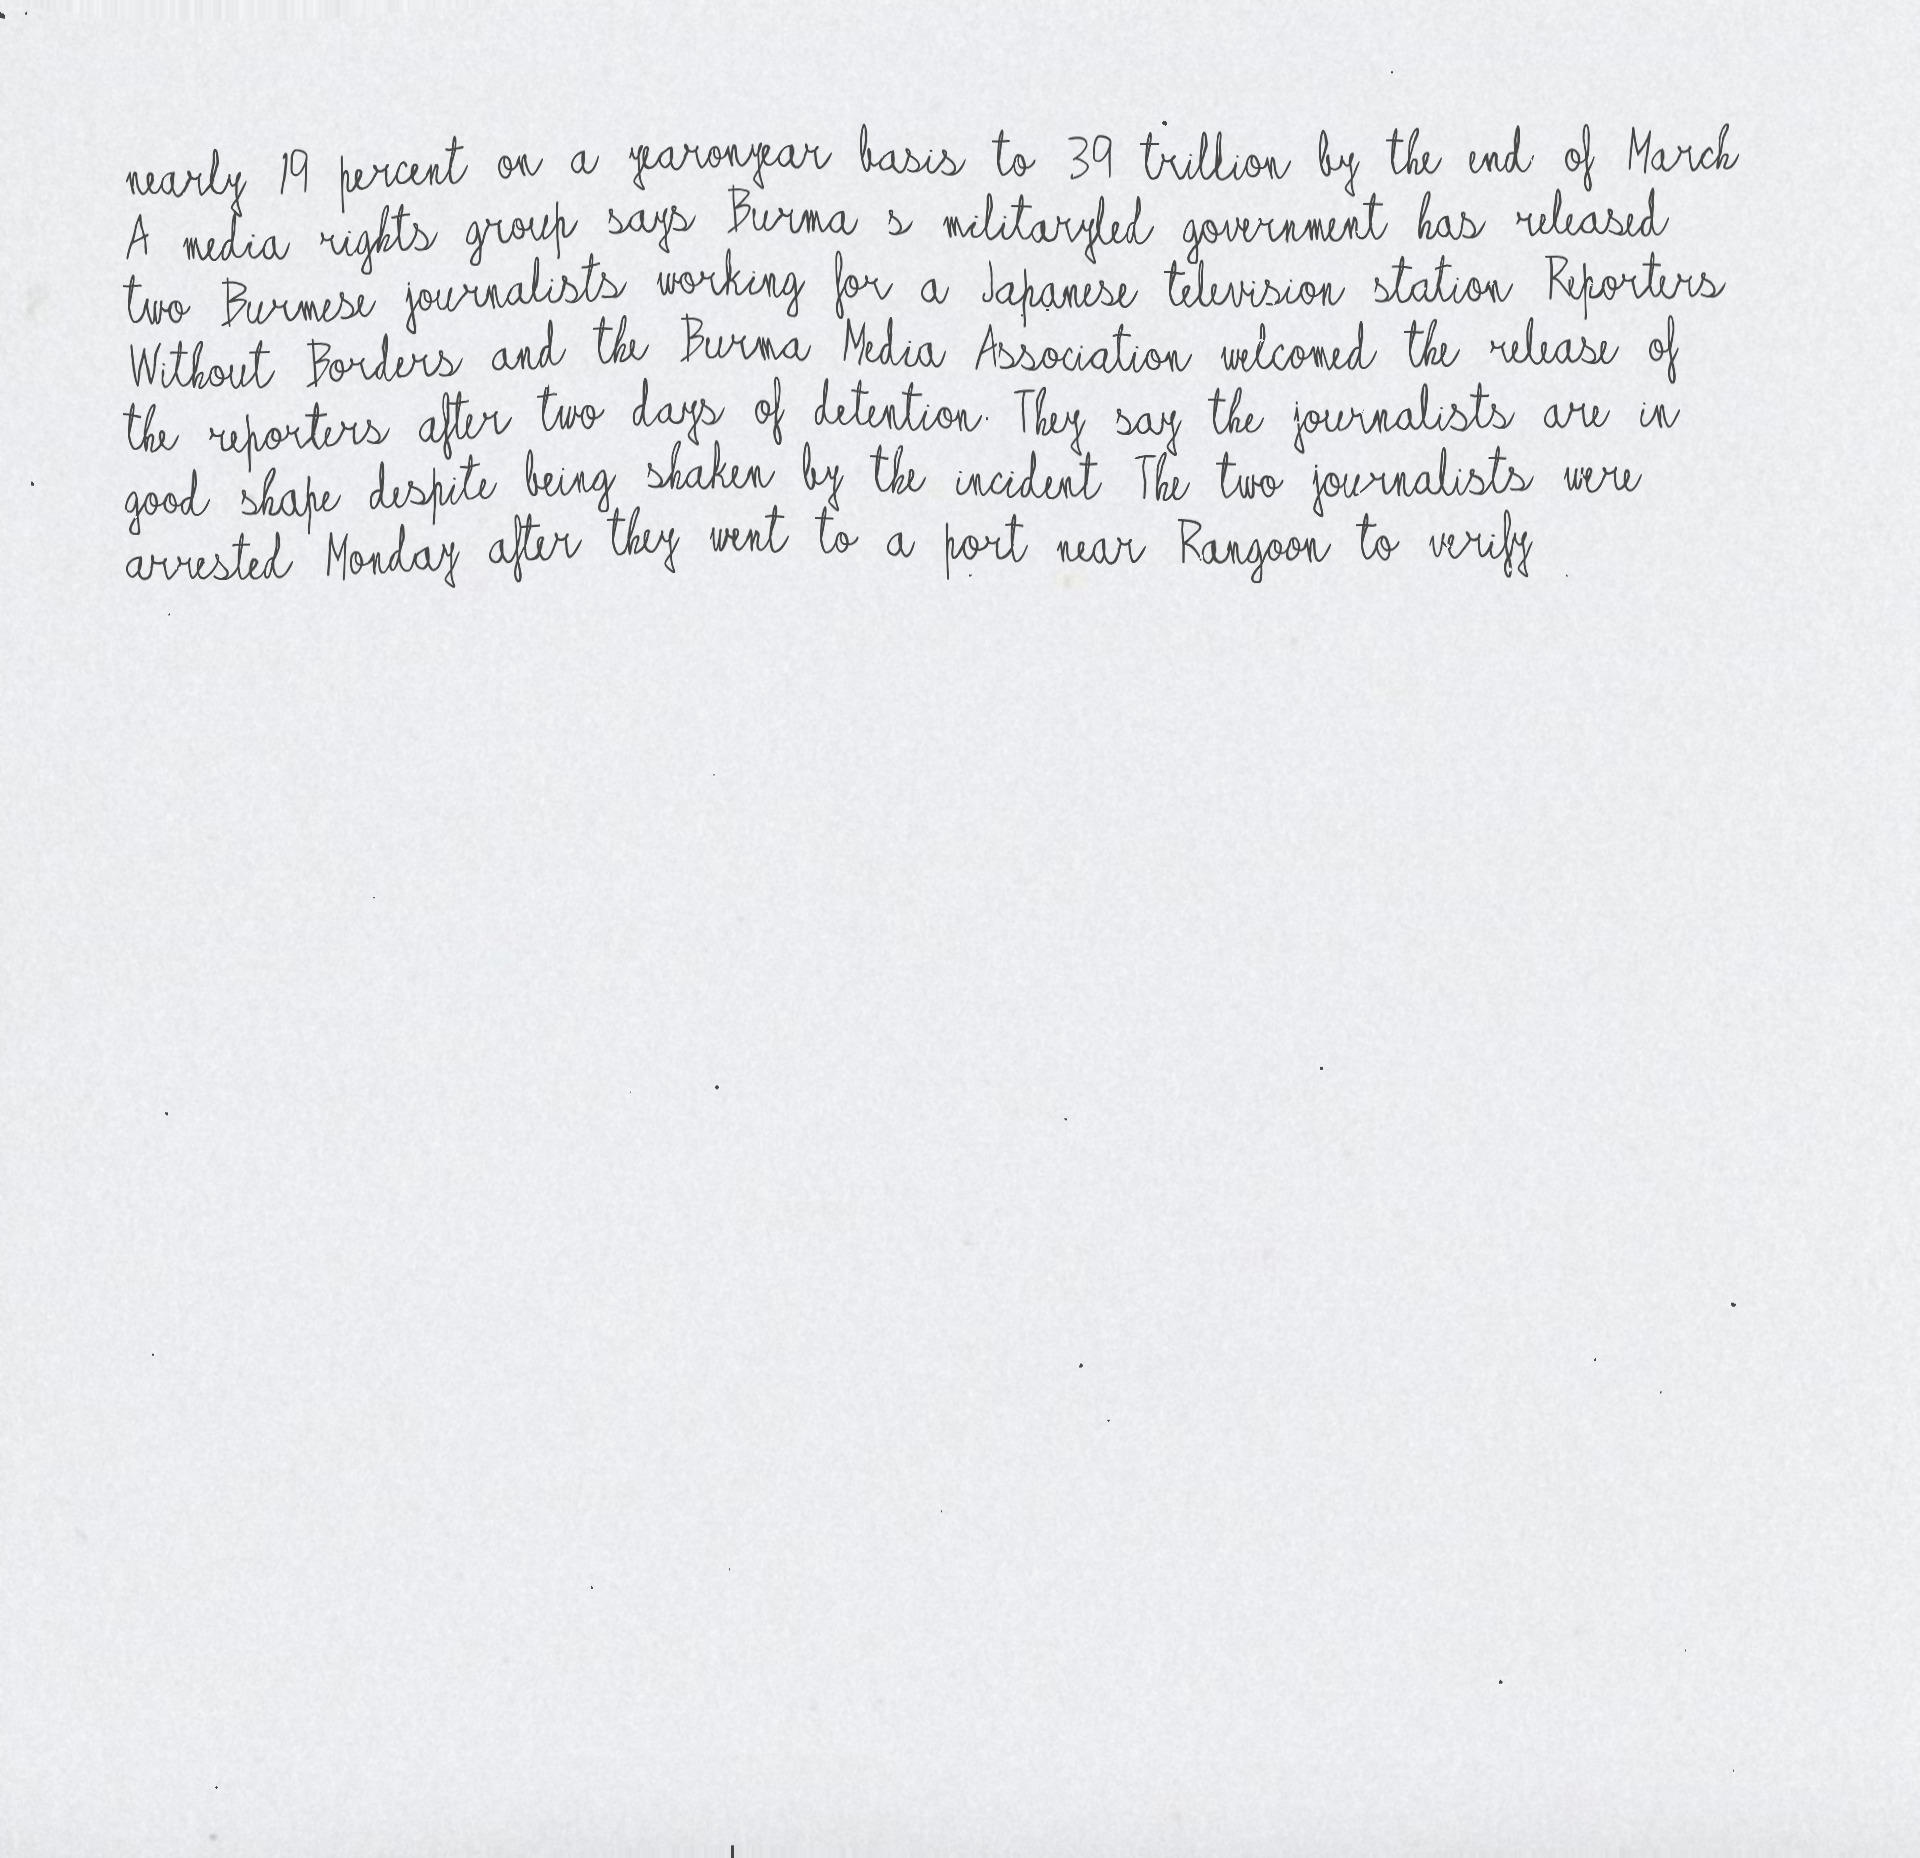 nearly 19 percent on a yearonyear basis to 39 trillion by the end of March
A media rights group says Burma s militaryled government has released
two Burmese journalists working for a Japanese television station Reporters
Without Borders and the Burma Media Association welcomed the release of
the reporters after two days of detention. They say the journalists are in
good shape despite being shaken by the incident The two journalists were
arrested Monday after they went to a port near Rangoon to verify